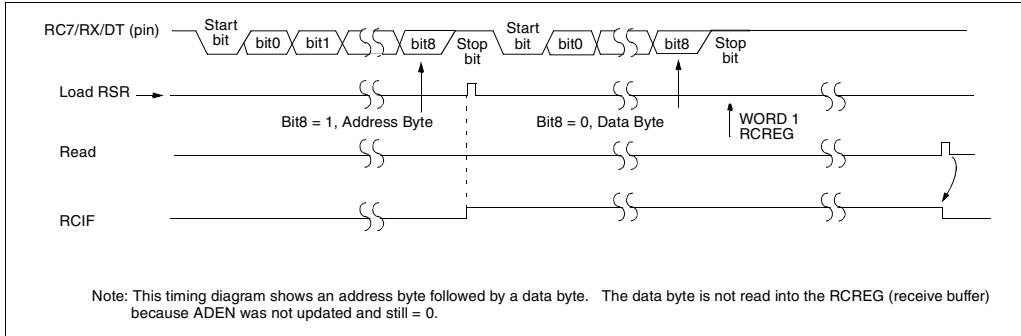 RC7/RX/DT (pin)
Start bit
bit0
bit1
bit8
Stop bit
Start bit
bit0
bit8
Stop bit
Load RSR
Bit8 = 1, Address Byte
Bit8 = 0, Data Byte
WORD 1
RCREG
Read
RCIF
Note: This timing diagram shows an address byte followed by a data byte. The data byte is not read into the RCREG (receive buffer)
because ADEN was not updated and still = 0.